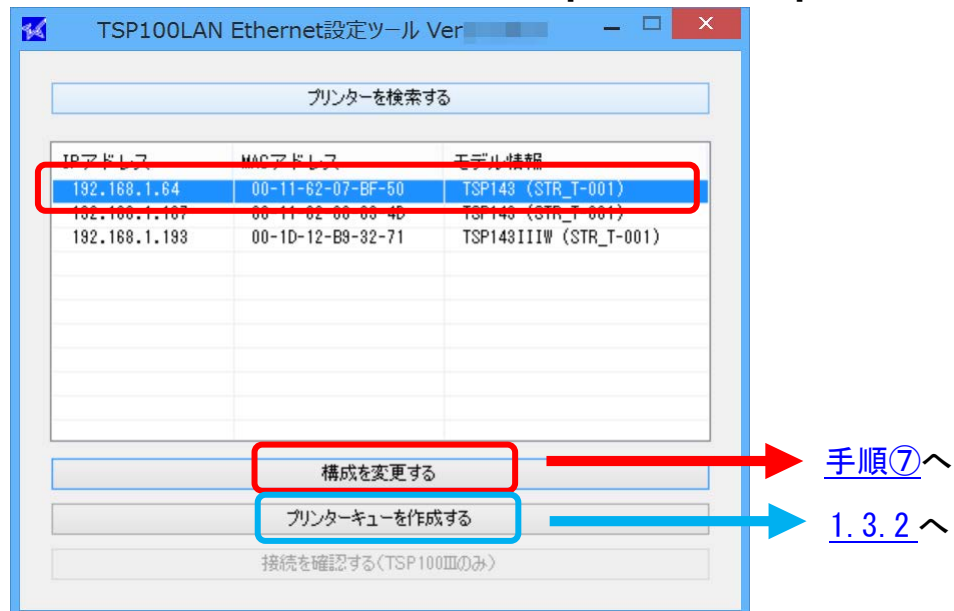 TSP100LAN Ethernet設定ツール Ver
プリンターを検索する
IPアドレス MACアドレス モデル情報
192.168.1.64 00-11-62-07-BF-50 TSP143 (STR_T-001)
TSP143 (STR_T-001)
192.168.1.193 00-1D-12-B9-32-71 TSP143IIIW (STR_T-001)
構成を変更する
手順⑦へ
プリンターキューを作成する
1.3.2 へ
接続を確認する(TSP100Ⅲのみ)